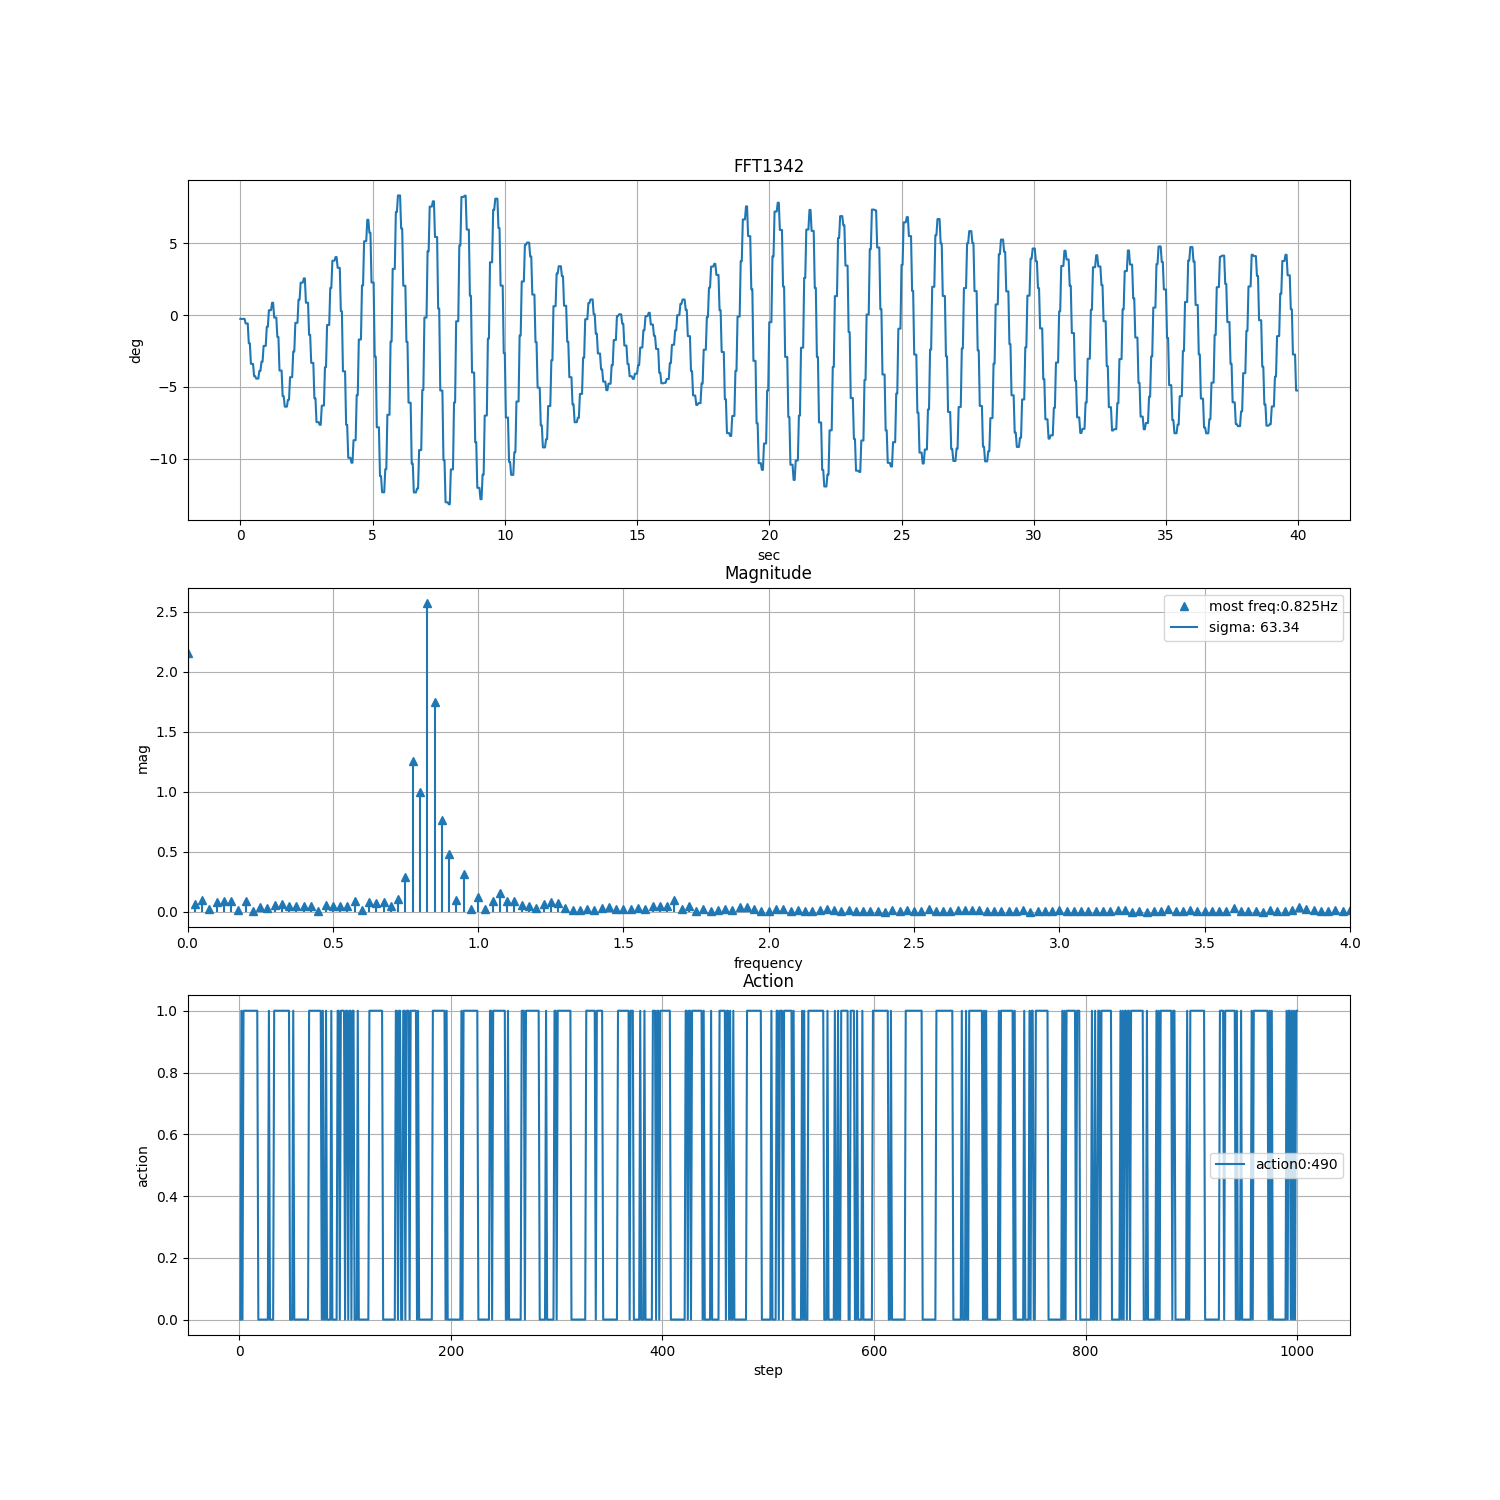 FFT1342
5
0
−5
−10
deg
0 5 10 15 20 25 30 35 40
sec
Magnitude
most freq:0.825Hz
sigma: 63.34
2.5
2.0
1.5
1.0
0.5
0.0
mag
0.0 0.5 1.0 1.5 2.0 2.5 3.0 3.5 4.0
frequency
Action
1.0
0.8
0.6
0.4
0.2
0.0
action
action0:490
0 200 400 600 800 1000
step